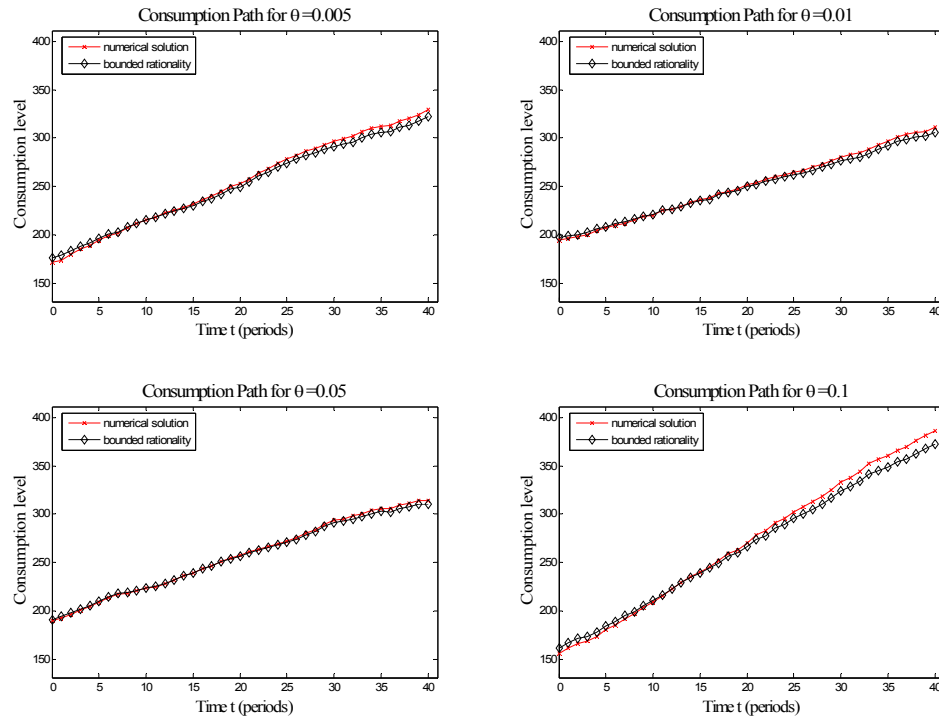 Consumption Path for θ=0.005
400
350
300
250
200
150
Consumption level
numerical solution
bounded rationality
0 5 10 15 20 25 30 35 40
Time t (periods)
Consumption Path for θ=0.01
400
350
300
250
200
150
Consumption level
numerical solution
bounded rationality
0 5 10 15 20 25 30 35 40
Time t (periods)
Consumption Path for θ=0.05
400
350
300
250
200
150
Consumption level
numerical solution
bounded rationality
0 5 10 15 20 25 30 35 40
Time t (periods)
Consumption Path for θ=0.1
400
350
300
250
200
150
Consumption level
numerical solution
bounded rationality
0 5 10 15 20 25 30 35 40
Time t (periods)